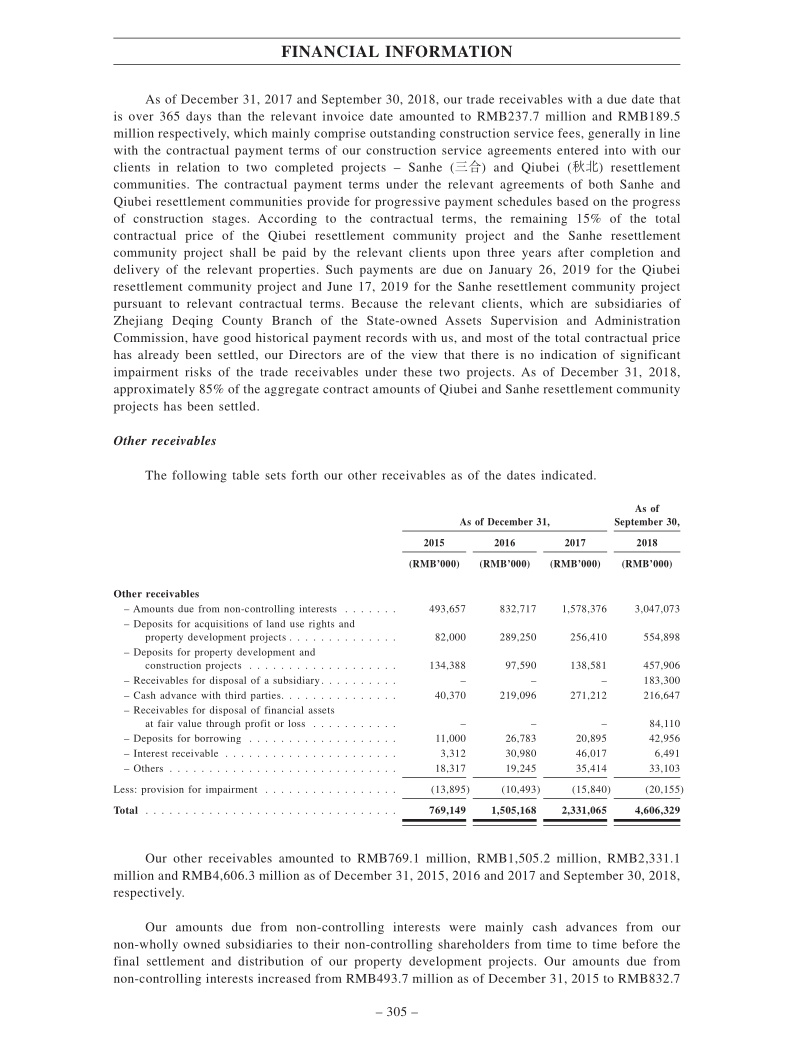 FINANCIAL INFORMATION
As of December 31, 2017 and September 30, 2018, our trade receivables with a due date that
is over 365 days than the relevant invoice date amounted to RMB237.7 million and RMB189.5
million respectively, which mainly comprise outstanding construction service fees, generally in line
with the contractual payment terms of our construction service agreements entered into with our
clients in relation to two completed projects – Sanhe (三合) and Qiubei (秋北) resettlement
communities. The contractual payment terms under the relevant agreements of both Sanhe and
Qiubei resettlement communities provide for progressive payment schedules based on the progress
of construction stages. According to the contractual terms, the remaining 15% of the total
contractual price of the Qiubei resettlement community project and the Sanhe resettlement
community project shall be paid by the relevant clients upon three years after completion and
delivery of the relevant properties. Such payments are due on January 26, 2019 for the Qiubei
resettlement community project and June 17, 2019 for the Sanhe resettlement community project
pursuant to relevant contractual terms. Because the relevant clients, which are subsidiaries of
Zhejiang Deqing County Branch of the State-owned Assets Supervision and Administration
Commission, have good historical payment records with us, and most of the total contractual price
has already been settled, our Directors are of the view that there is no indication of significant
impairment risks of the trade receivables under these two projects. As of December 31, 2018,
approximately 85% of the aggregate contract amounts of Qiubei and Sanhe resettlement community
projects has been settled.
Other receivables
The following table sets forth our other receivables as of the dates indicated.
As of
As of December 31, September 30,
2015 2016 2017 2018
(RMB'000) (RMB'000) (RMB'000) (RMB'000)
Other receivables
– Amounts due from non-controlling interests . . . . . . . 493,657 832,717 1,578,376 3,047,073
– Deposits for acquisitions of land use rights and
property development projects . . . . . . . . . . . . . . 82,000 289,250 256,410 554,898
– Deposits for property development and
construction projects . . . . . . . . . . . . . . . . . . . 134,388 97,590 138,581 457,906
– Receivables for disposal of a subsidiary . . . . . . . . . . – – – 183,300
– Cash advance with third parties. . . . . . . . . . . . . . . 40,370 219,096 271,212 216,647
– Receivables for disposal of financial assets
at fair value through profit or loss . . . . . . . . . . . – – – 84,110
– Deposits for borrowing . . . . . . . . . . . . . . . . . . . 11,000 26,783 20,895 42,956
– Interest receivable . . . . . . . . . . . . . . . . . . . . . . 3,312 30,980 46,017 6,491
– Others . . . . . . . . . . . . . . . . . . . . . . . . . . . . . 18,317 19,245 35,414 33,103
Less: provision for impairment . . . . . . . . . . . . . . . . . (13,895) (10,493) (15,840) (20,155)
Total . . . . . . . . . . . . . . . . . . . . . . . . . . . . . . . . 769,149 1,505,168 2,331,065 4,606,329
Our other receivables amounted to RMB769.1 million, RMB1,505.2 million, RMB2,331.1
million and RMB4,606.3 million as of December 31, 2015, 2016 and 2017 and September 30, 2018,
respectively.
Our amounts due from non-controlling interests were mainly cash advances from our
non-wholly owned subsidiaries to their non-controlling shareholders from time to time before the
final settlement and distribution of our property development projects. Our amounts due from
non-controlling interests increased from RMB493.7 million as of December 31, 2015 to RMB832.7
– 305 –